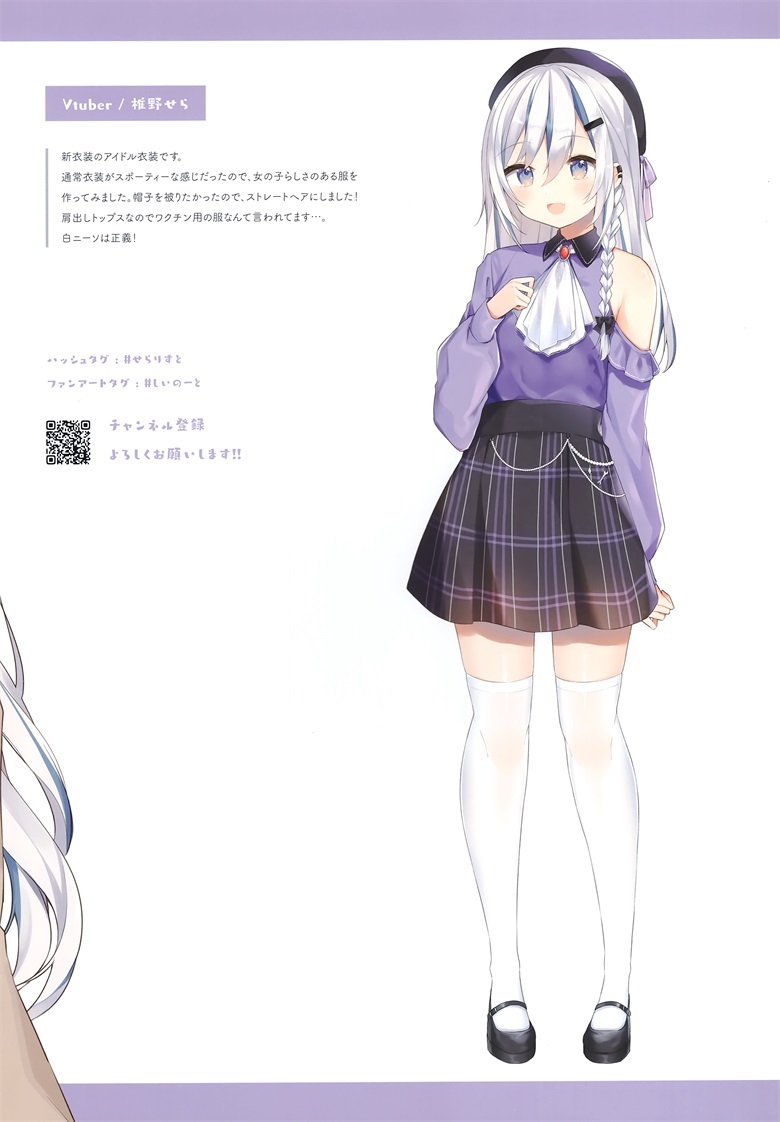 Vtuber / 椎野せら
新衣装のアイドル衣装です。
通常衣装がスポーティーな感じだったので、女の子らしさのある服を
作ってみました。帽子を被りたかったので、ストレートヘアにしました！
肩出しトップスなのでワクチン用の服なんて言われてます…。
白ニーソは正義！
ハッシュタグ：#せらりすと
ファンアートタグ：#しいのーと
チャンネル登録
よろしくお願いします!!